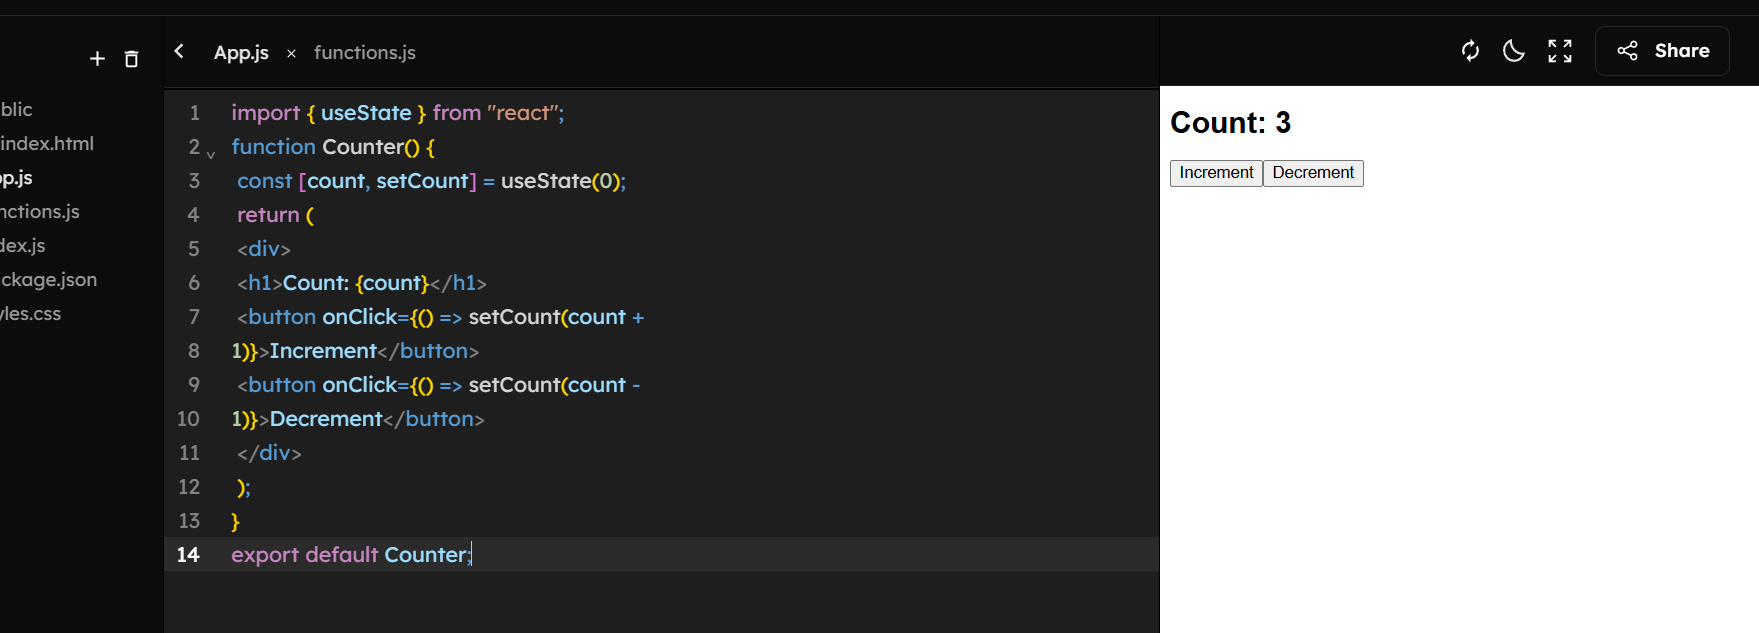 App.js × functions.js
Share
blic
index.html
p.js
nctions.js
dex.js
ckage.json
yles.css
1 import { useState } from "react";
2 function Counter() {
3 const [count, setCount] = useState(0);
4 return (
5 <div>
6 <h1>Count: {count}</h1>
7 <button onClick={() => setCount(count +
8 1)}>Increment</button>
9 <button onClick={() => setCount(count -
10 1)}>Decrement</button>
11 </div>
12 );
13 }
14 export default Counter;
Count: 3
Increment Decrement